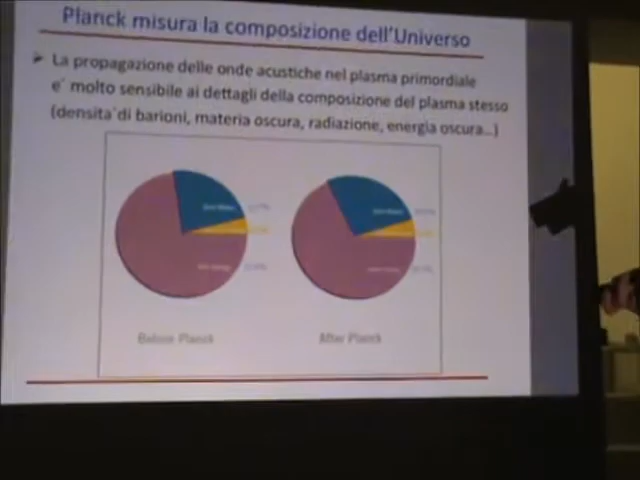 Planck misura la composizione dell'Universo
La propagazione delle onde acustiche nel plasma primordiale
e' molto sensibile ai dettagli della composizione del plasma stesso
(densita'di barioni, materia oscura, radiazione, energia oscura...)
Before Planck
After Planck